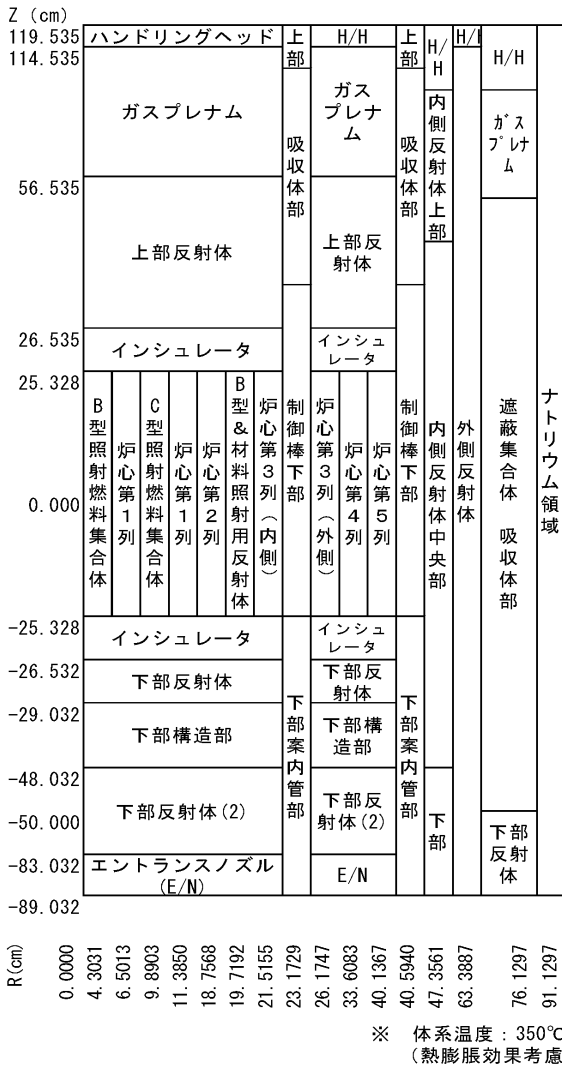 Z (cm)
119.535
114.535
56.535
26.535
25.328
0.000
-25.328
-26.532
-29.032
-48.032
-50.000
-83.032
-89.032
ハンドリングヘッド
ガスプレナム
上部反射体
インシュレータ
B型照射燃料集合体
炉心第1列
C型照射燃料集合体
炉心第1列
炉心第2列
B型&材料照射用反射体
炉心第3列(内側)
インシュレータ
下部反射体
下部構造部
下部反射体(2)
エントランスノズル
(E/N)
上部
吸収体部
制御棒下部
下部案内管部
H/H
ガス
プレナ
ム
上部反
射体
インシュ
レータ
炉心第3列(外側)
炉心第4列
炉心第5列
インシュ
レータ
下部反
射体
下部構
造部
下部反
射体(2)
E/N
上部
吸収体部
制御棒下部
下部案内管部
H/
H
内側反射体上部
内側反射体中央部
下部
H/H
外側反射体
H/H
ガス
プレナ
ム
遮蔽集合体 吸収体部
下部
反射
体
ナトリウム領域
R(cm)
0.0000
4.3031
6.5013
9.8903
11.3850
18.7568
19.7192
21.5155
23.1729
26.1747
33.6083
40.1367
40.5940
47.3561
63.3887
76.1297
91.1297
※ 体系温度:350℃
(熱膨脹効果考慮